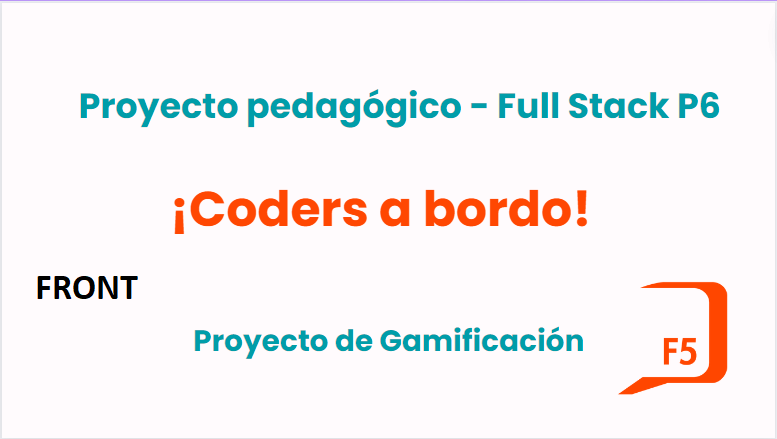 Proyecto pedagógico - Full Stack P6
¡Coders a bordo!
FRONT
Proyecto de Gamificación
F5